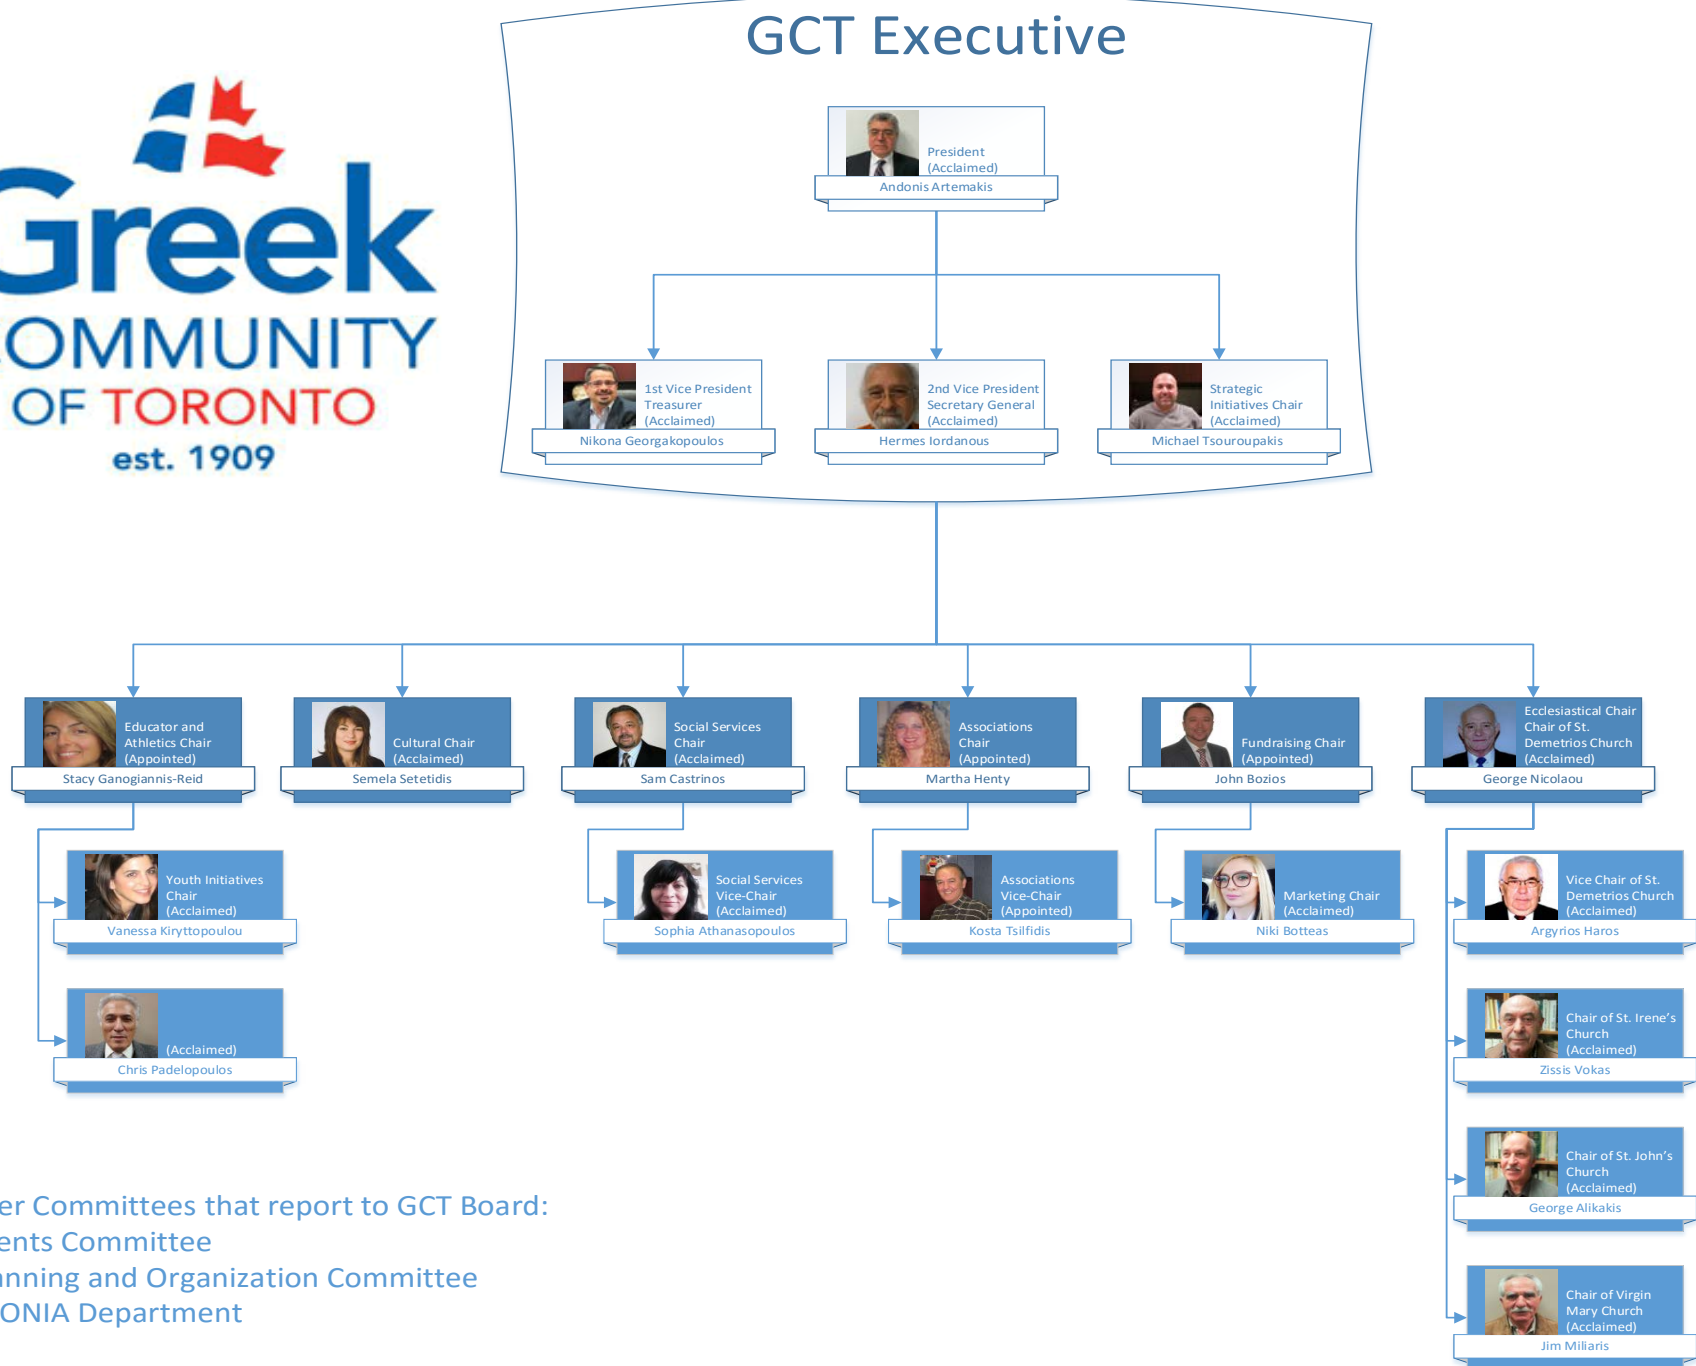 GCT Executive
Greek
COMMUNITY
OF TORONTO
est. 1909
President
(Acclaimed)
Andonis Artemakis
1st Vice President
Treasurer
(Acclaimed)
Nikona Georgakopoulos
2nd Vice President
Secretary General
(Acclaimed)
Hermes Iordanous
Strategic
Initiatives Chair
(Acclaimed)
Michael Tsouroupakis
Educator and
Athletics Chair
(Appointed)
Stacy Ganogiannis-Reid
Cultural Chair
(Acclaimed)
Semela Setetidis
Social Services
Chair
(Acclaimed)
Sam Castrinos
Associations
Chair
(Appointed)
Martha Henty
Fundraising Chair
(Appointed)
John Bozios
Ecclesiastical Chair
Chair of St.
Demetrios Church
(Acclaimed)
George Nicolaou
Youth Initiatives
Chair
(Acclaimed)
Vanessa Kiryttopoulou
Social Services
Vice-Chair
(Acclaimed)
Sophia Athanasopoulos
Associations
Vice-Chair
(Appointed)
Kosta Tsilfidis
Marketing Chair
(Acclaimed)
Niki Botteas
Vice Chair of St.
Demetrios Church
(Acclaimed)
Argyrios Haros
(Acclaimed)
Chris Padelopoulos
Chair of St. Irene's
Church
(Acclaimed)
Zissis Vokas
Chair of St. John's
Church
(Acclaimed)
George Alikakis
Chair of Virgin
Mary Church
(Acclaimed)
Jim Miliaris
er Committees that report to GCT Board:
ents Committee
nning and Organization Committee
ONIA Department